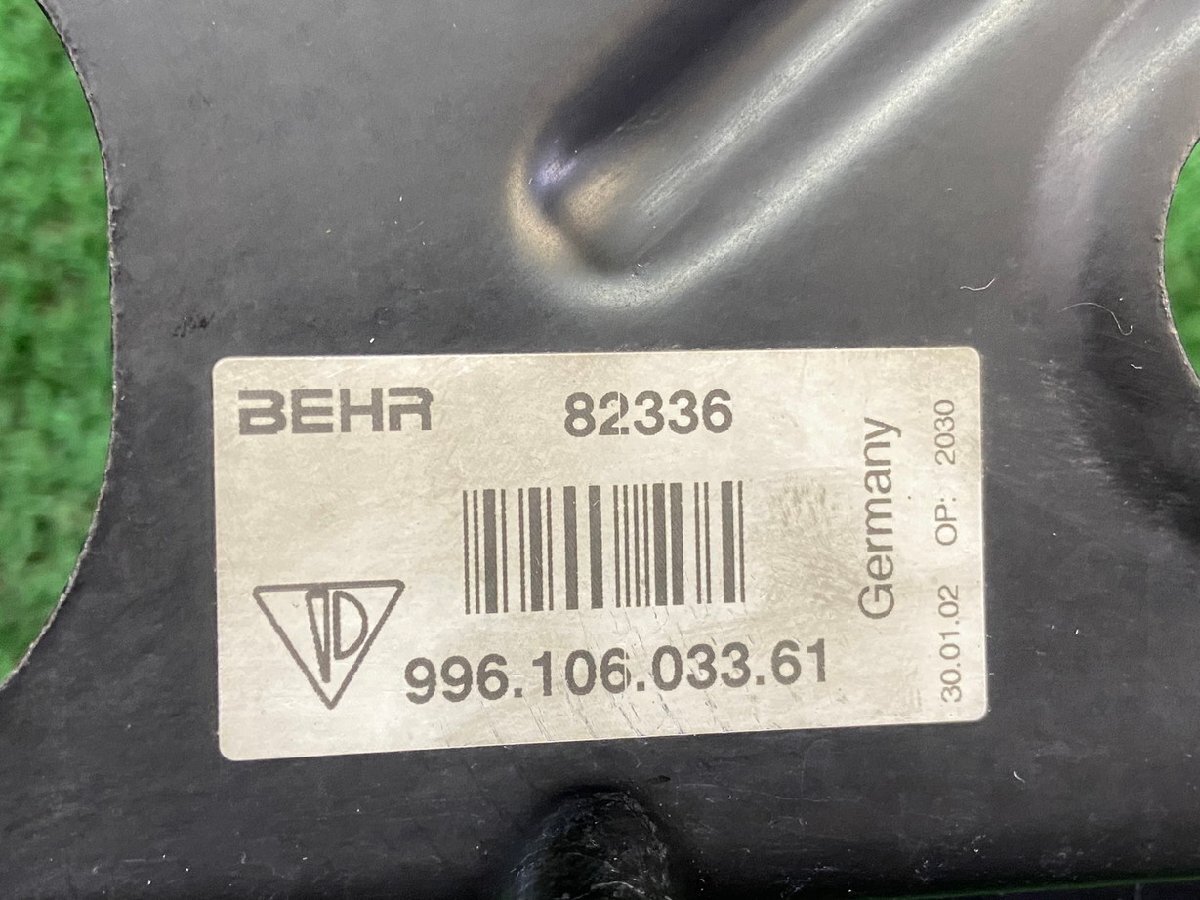 BEHR 82336
996.106.033.61
Germany
30.01.02 OP: 2030